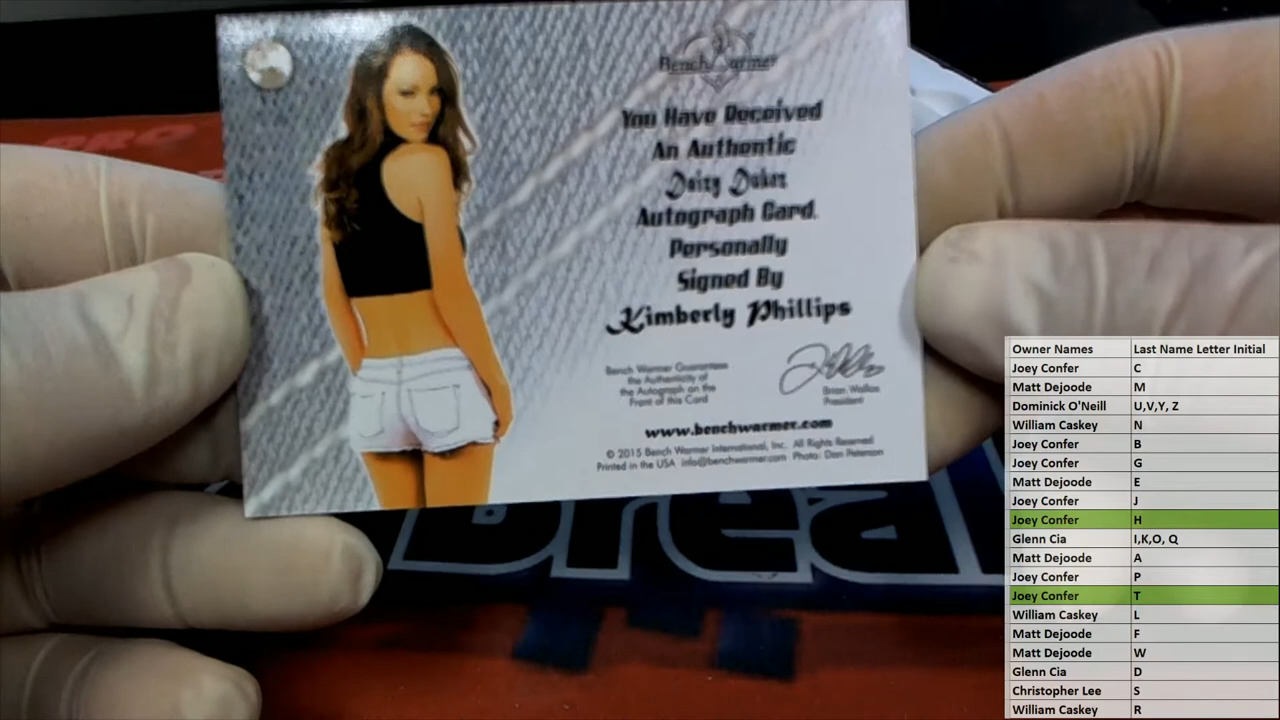 PRO
Bench Warmer
You Have Received
An Authentic
Daizy Dukez
Autograph Card
Personally
Signed By
Kimberly Phillips
Bench Warmer Guarantees
the Authenticity of
the Autograph on the
Front of this Card
Brian Wallos
President
www.benchwarmer.com
© 2015 Bench Warmer International, Inc. All Rights Reserved
Printed in the USA info@benchwarmer.com Photo: Dan Peterson
Brea
Owner Names Last Name Letter Initial
Joey Confer C
Matt Dejoode M
Dominick O'Neill U,V,Y, Z
William Caskey N
Joey Confer B
Joey Confer G
Matt Dejoode E
Joey Confer J
Joey Confer H
Glenn Cia I,K,O, Q
Matt Dejoode A
Joey Confer P
Joey Confer T
William Caskey L
Matt Dejoode F
Matt Dejoode W
Glenn Cia D
Christopher Lee S
William Caskey R